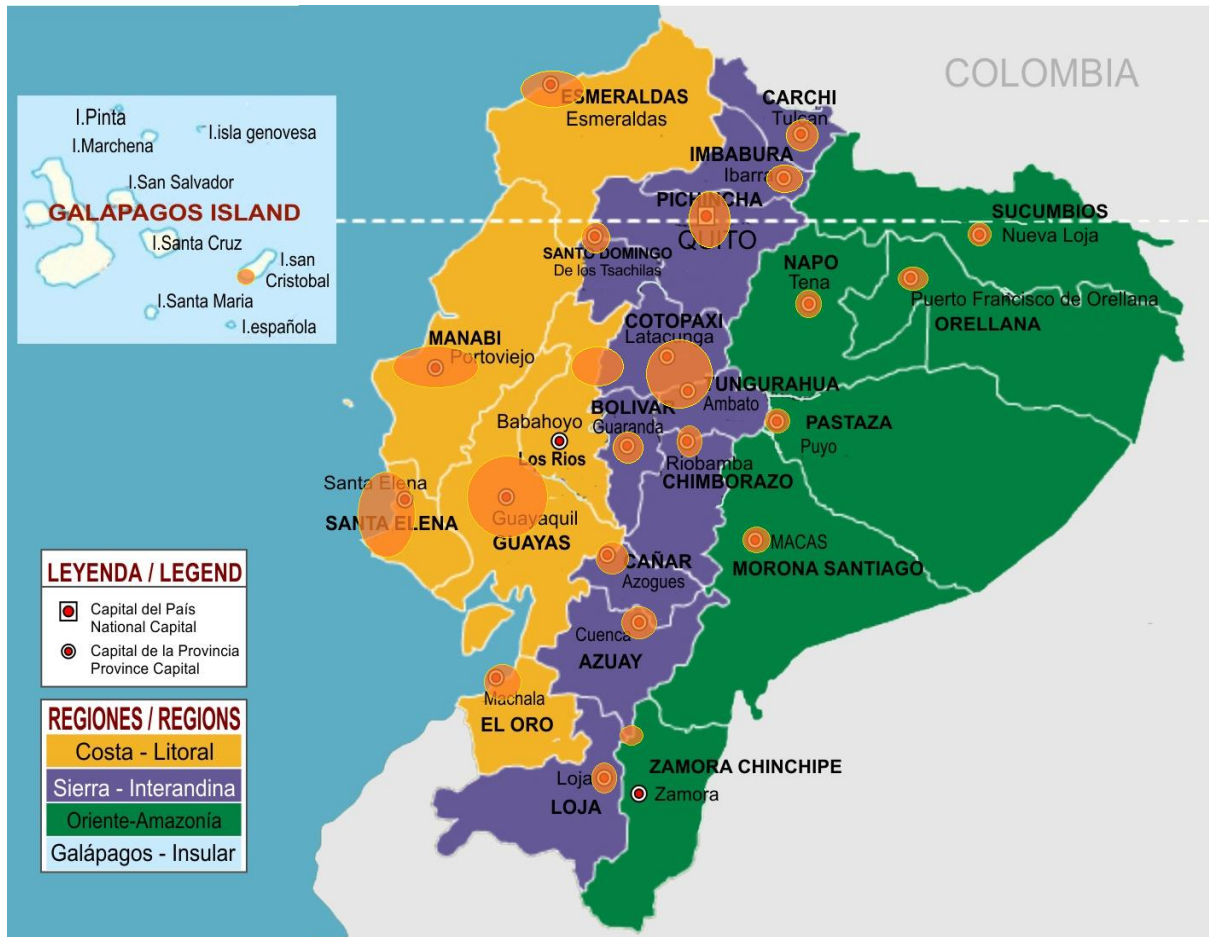 COLOMBIA
I.Pinta
I.isla genovesa
I.Marchena
I.San Salvador
GALAPAGOS ISLAND
I.Santa Cruz
I.san
Cristobal
I.Santa Maria
I.española
ESMERALDAS
Esmeraldas
CARCHI
Tulcan
IMBABURA
Ibarra
PICHINCHA
QUITO
SUCUMBIOS
Nueva Loja
SANTO DOMINGO
De los Tsachilas
NAPO
Tena
Puerto Francisco de Orellana
ORELLANA
COTOPAXI
Latacunga
MANABI
Portoviejo
TUNGURAHUA
Ambato
BOLIVAR
Guaranda
PASTAZA
Puyo
Babahoyo
Los Rios
Riobamba
CHIMBORAZO
Santa Elena
SANTA ELENA
Guayaquil
GUAYAS
MACAS
MORONA SANTIAGO
CAÑAR
Azogues
Cuenca
AZUAY
Machala
EL ORO
ZAMORA CHINCHIPE
Zamora
Loja
LOJA
LEYENDA / LEGEND
Capital del País
National Capital
Capital de la Provincia
Province Capital
REGIONES / REGIONS
Costa - Litoral
Sierra - Interandina
Oriente-Amazonía
Galápagos - Insular